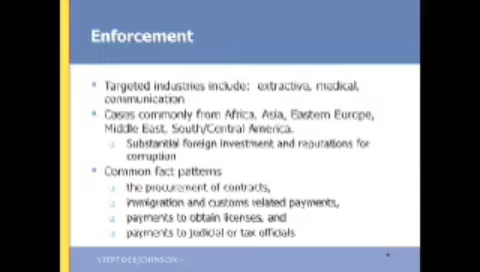 Enforcement
Targeted industries include: extractive, medical,
communication
Cases commonly from Africa, Asia, Eastern Europe,
Middle East, South/Central America.
Substantial foreign investment and reputations for
corruption
Common fact patterns
the procurement of contracts,
immigration and customs related payments,
payments to obtain licenses, and
payments to judicial or tax officials
STEPTOE&JOHNSON